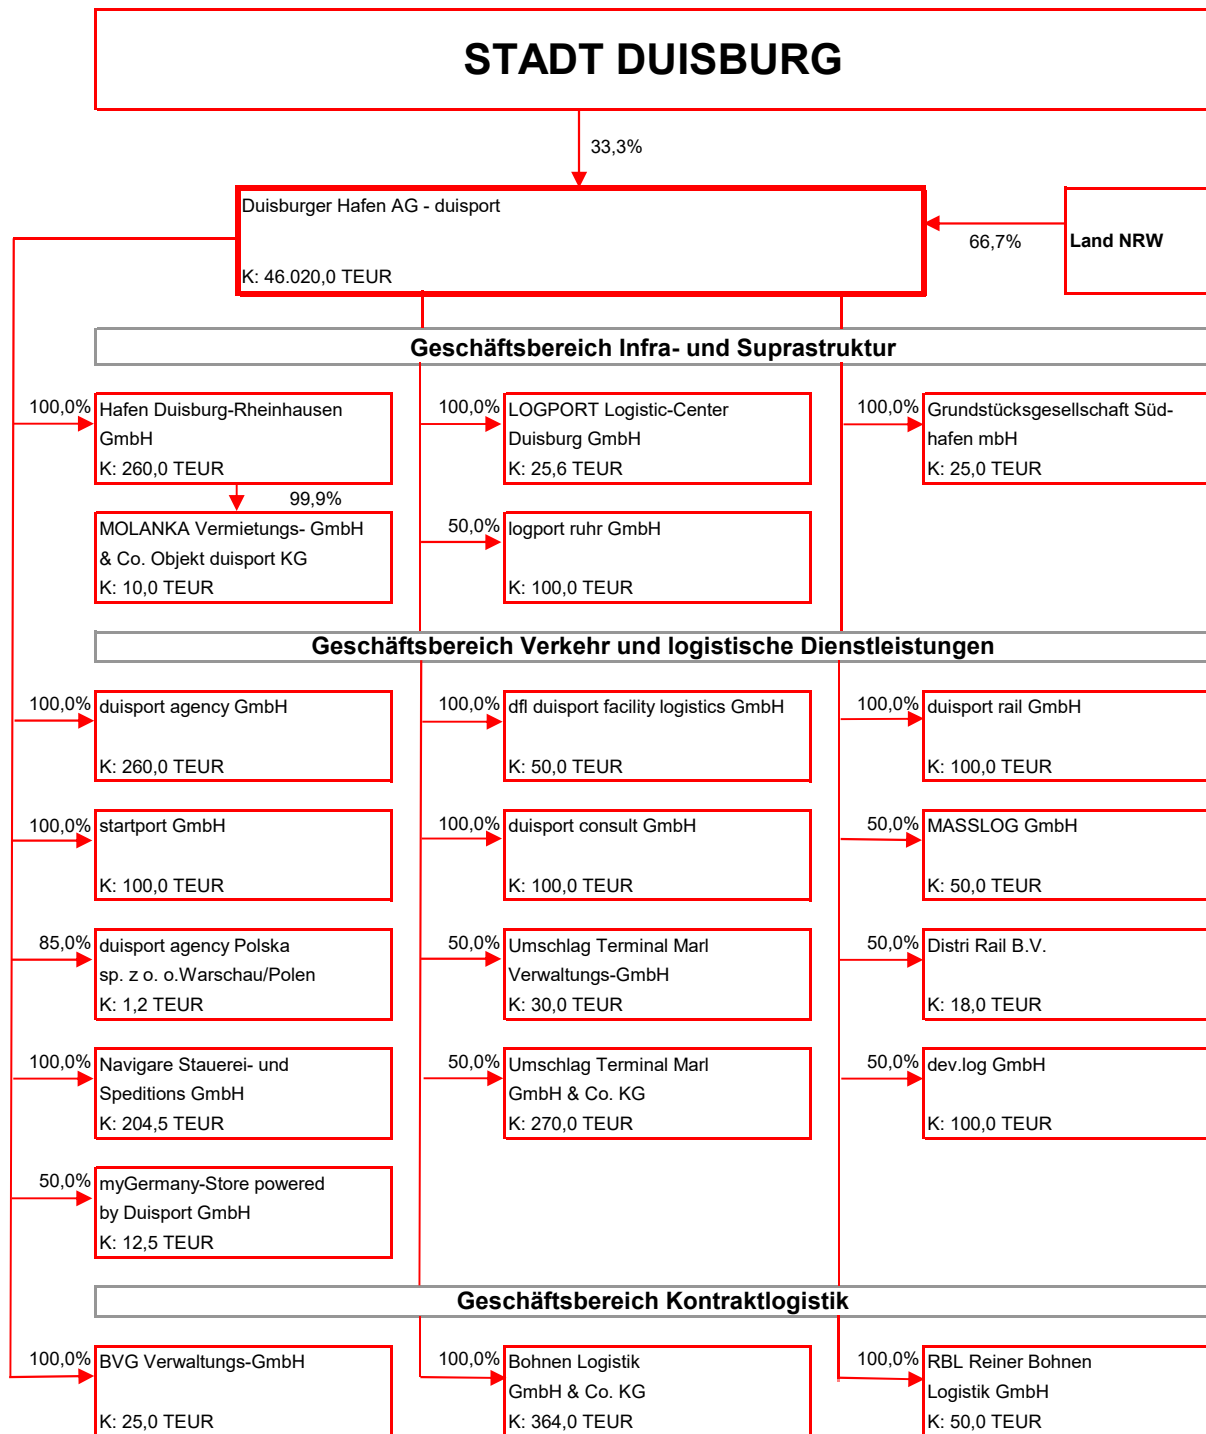 STADT DUISBURG
33,3%
Duisburger Hafen AG - duisport
K: 46.020,0 TEUR
66,7%
Land NRW
Geschäftsbereich Infra- und Suprastruktur
100,0%
Hafen Duisburg-Rheinhausen
GmbH
K: 260,0 TEUR
100,0%
LOGPORT Logistic-Center
Duisburg GmbH
K: 25,6 TEUR
100,0%
Grundstücksgesellschaft Süd-
hafen mbH
K: 25,0 TEUR
99,9%
MOLANKA Vermietungs- GmbH
& Co. Objekt duisport KG
K: 10,0 TEUR
50,0%
logport ruhr GmbH
K: 100,0 TEUR
Geschäftsbereich Verkehr und logistische Dienstleistungen
100,0%
duisport agency GmbH
K: 260,0 TEUR
100,0%
dfl duisport facility logistics GmbH
K: 50,0 TEUR
100,0%
duisport rail GmbH
K: 100,0 TEUR
100,0%
startport GmbH
K: 100,0 TEUR
100,0%
duisport consult GmbH
K: 100,0 TEUR
50,0%
MASSLOG GmbH
K: 50,0 TEUR
85,0%
duisport agency Polska
sp. z o. o.Warschau/Polen
K: 1,2 TEUR
50,0%
Umschlag Terminal Marl
Verwaltungs-GmbH
K: 30,0 TEUR
50,0%
Distri Rail B.V.
K: 18,0 TEUR
100,0%
Navigare Stauerei- und
Speditions GmbH
K: 204,5 TEUR
50,0%
Umschlag Terminal Marl
GmbH & Co. KG
K: 270,0 TEUR
50,0%
dev.log GmbH
K: 100,0 TEUR
50,0%
myGermany-Store powered
by Duisport GmbH
K: 12,5 TEUR
Geschäftsbereich Kontraktlogistik
100,0%
BVG Verwaltungs-GmbH
K: 25,0 TEUR
100,0%
Bohnen Logistik
GmbH & Co. KG
K: 364,0 TEUR
100,0%
RBL Reiner Bohnen
Logistik GmbH
K: 50,0 TEUR